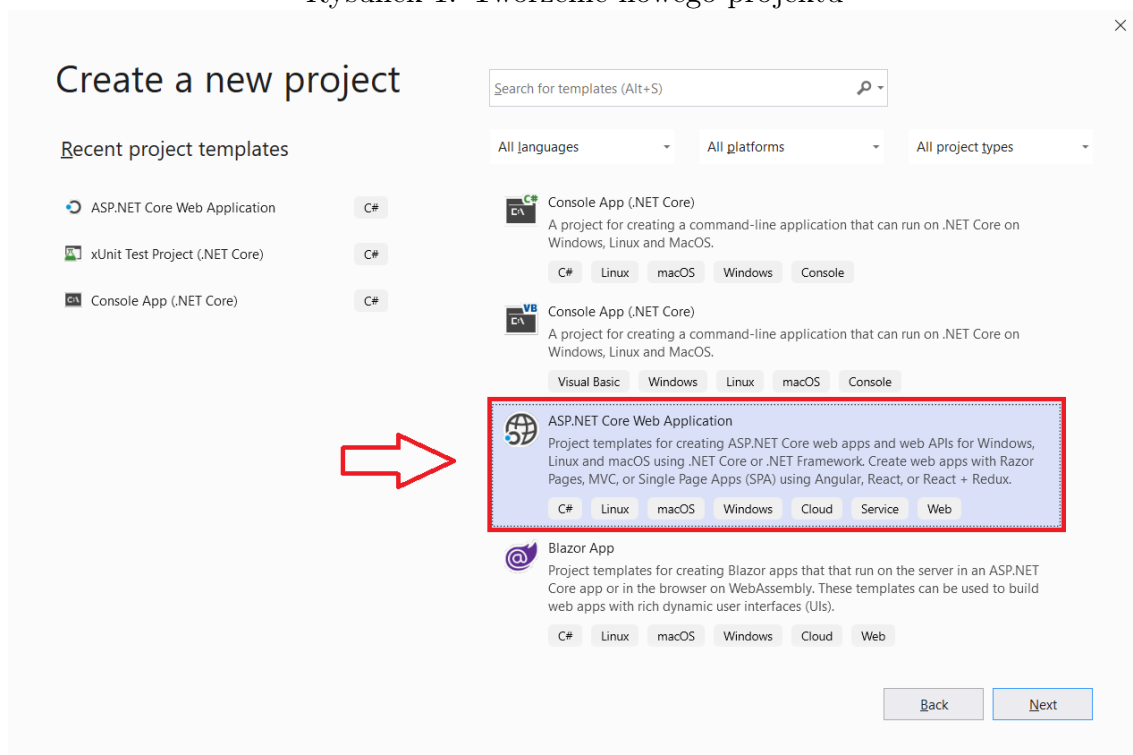 Rysunek 1: Tworzenie nowego projektu
Create a new project
Search for templates (Alt+S)
Recent project templates
All languages
All platforms
All project types
ASP.NET Core Web Application
C#
xUnit Test Project (.NET Core)
C#
Console App (.NET Core)
C#
C#
Console App (.NET Core)
A project for creating a command-line application that can run on .NET Core on
Windows, Linux and MacOS.
C# Linux macOS Windows Console
VB
Console App (.NET Core)
A project for creating a command-line application that can run on .NET Core on
Windows, Linux and MacOS.
Visual Basic Windows Linux macOS Console
ASP.NET Core Web Application
Project templates for creating ASP.NET Core web apps and web APIs for Windows,
Linux and macOS using .NET Core or .NET Framework. Create web apps with Razor
Pages, MVC, or Single Page Apps (SPA) using Angular, React, or React + Redux.
C# Linux macOS Windows Cloud Service Web
Blazor App
Project templates for creating Blazor apps that that run on the server in an ASP.NET
Core app or in the browser on WebAssembly. These templates can be used to build
web apps with rich dynamic user interfaces (UIs).
C# Linux macOS Windows Cloud Web
Back
Next